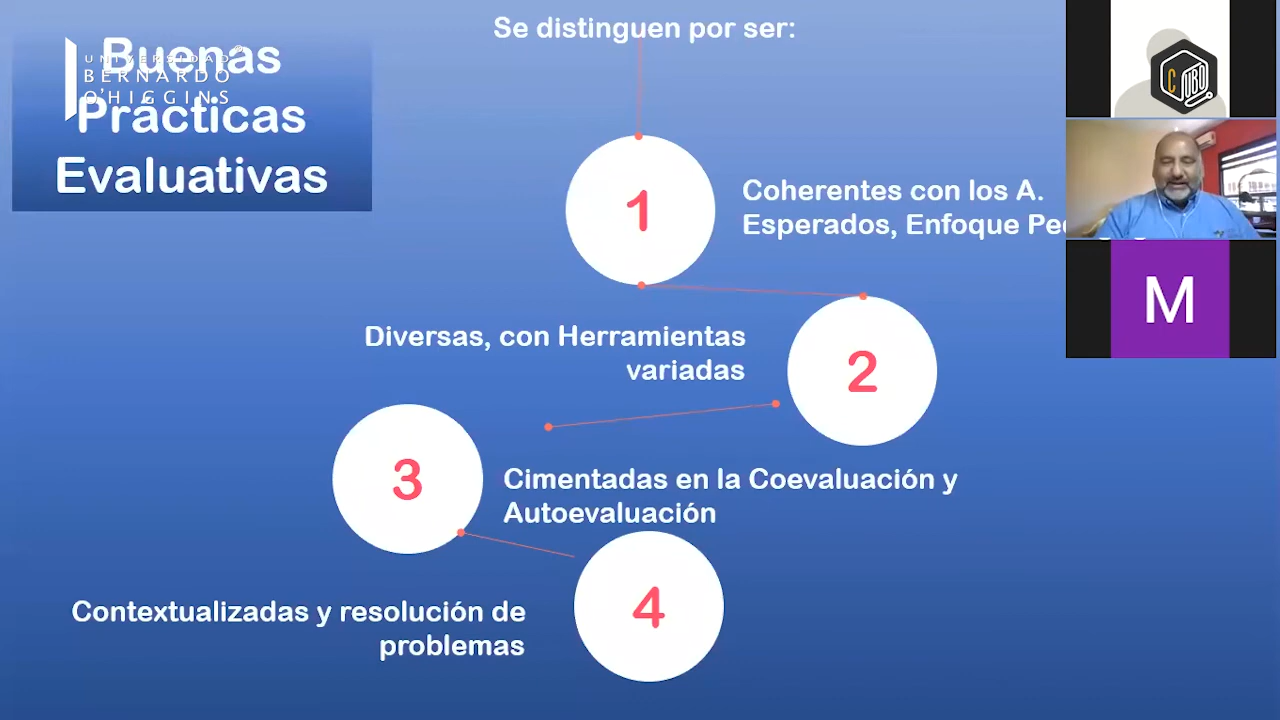 Se distinguen por ser:
Buenas
Prácticas
Evaluativas
UNIVERSIDAD
BERNARDO
O'HIGGINS
1
Coherentes con los A.
Esperados, Enfoque
Diversas, con Herramientas
variadas
2
3
Cimentadas en la Coevaluación y
Autoevaluación
4
Contextualizadas y resolución de
problemas
CUBO
M